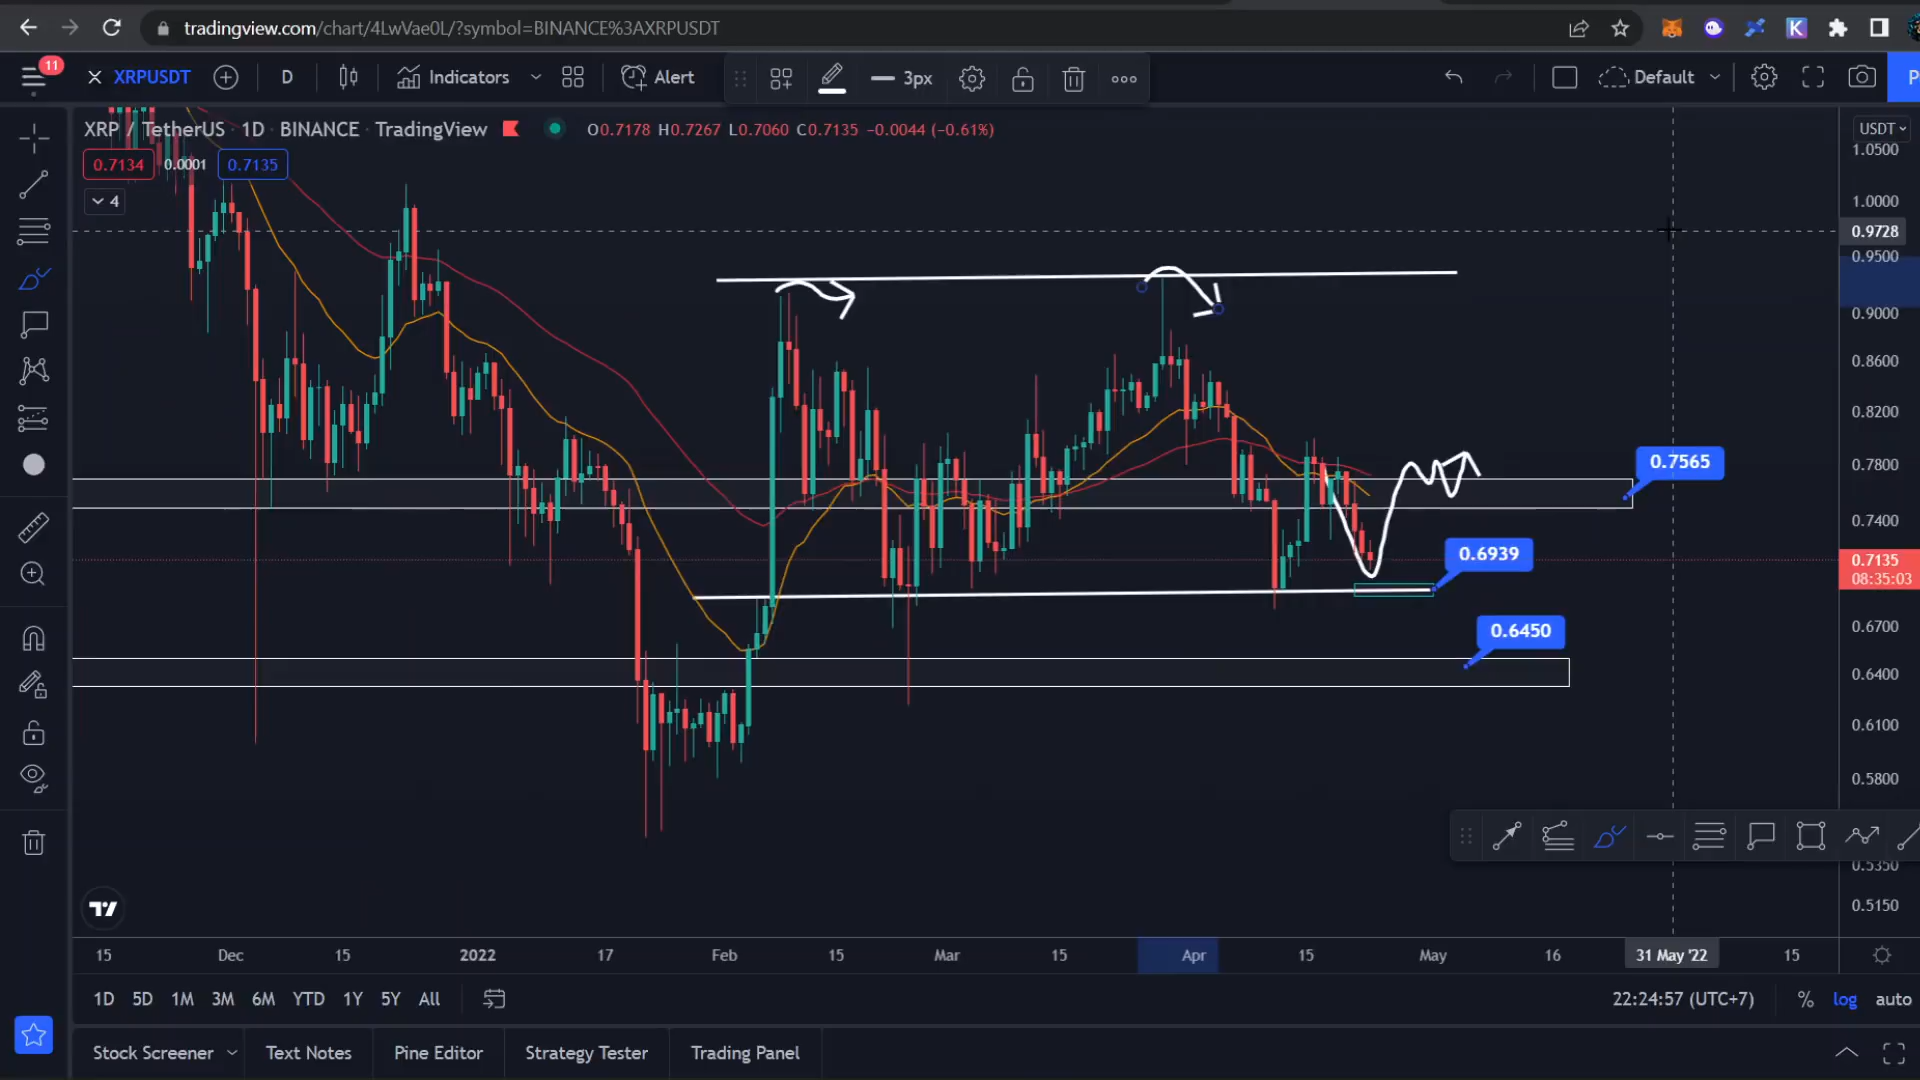 tradingview.com/chart/4LwVae0L/?symbol=BINANCE%3AXRPUSDT
K
11
XRPUSDT
D
Indicators
Alert
3px
Default
P
XRP / TetherUS · 1D · BINANCE · TradingView
O0.7178 H0.7267 L0.7060 C0.7135 −0.0044 (−0.61%)
USDT
0.7134
0.0001
0.7135
4
1.0500
1.0000
0.9728
0.9500
0.9000
0.8600
0.8200
0.7800
0.7565
0.7400
0.6939
0.7135
08:35:03
0.6450
0.6700
0.6400
0.6100
0.5800
0.5350
0.5150
15 Dec 15 2022 17 Feb 15 Mar 15 Apr 15 May 16 31 May '22 15
1D 5D 1M 3M 6M YTD 1Y 5Y All
22:24:57 (UTC+7) % log auto
Stock Screener Text Notes Pine Editor Strategy Tester Trading Panel